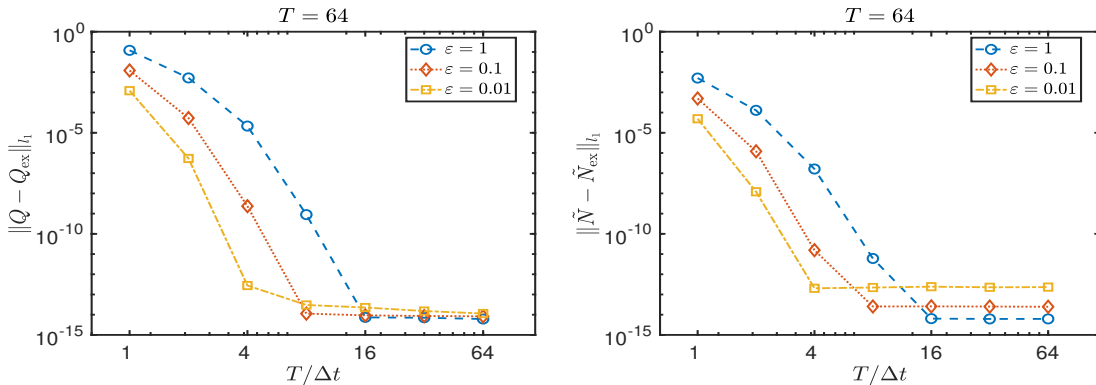 T = 64
10^0
10^-5
10^-10
10^-15
‖Q − Q_ex‖_{l_1}
ε = 1
ε = 0.1
ε = 0.01
1 4 16 64
T/Δt
T = 64
10^0
10^-5
10^-10
10^-15
‖Ñ − Ñ_ex‖_{l_1}
ε = 1
ε = 0.1
ε = 0.01
1 4 16 64
T/Δt